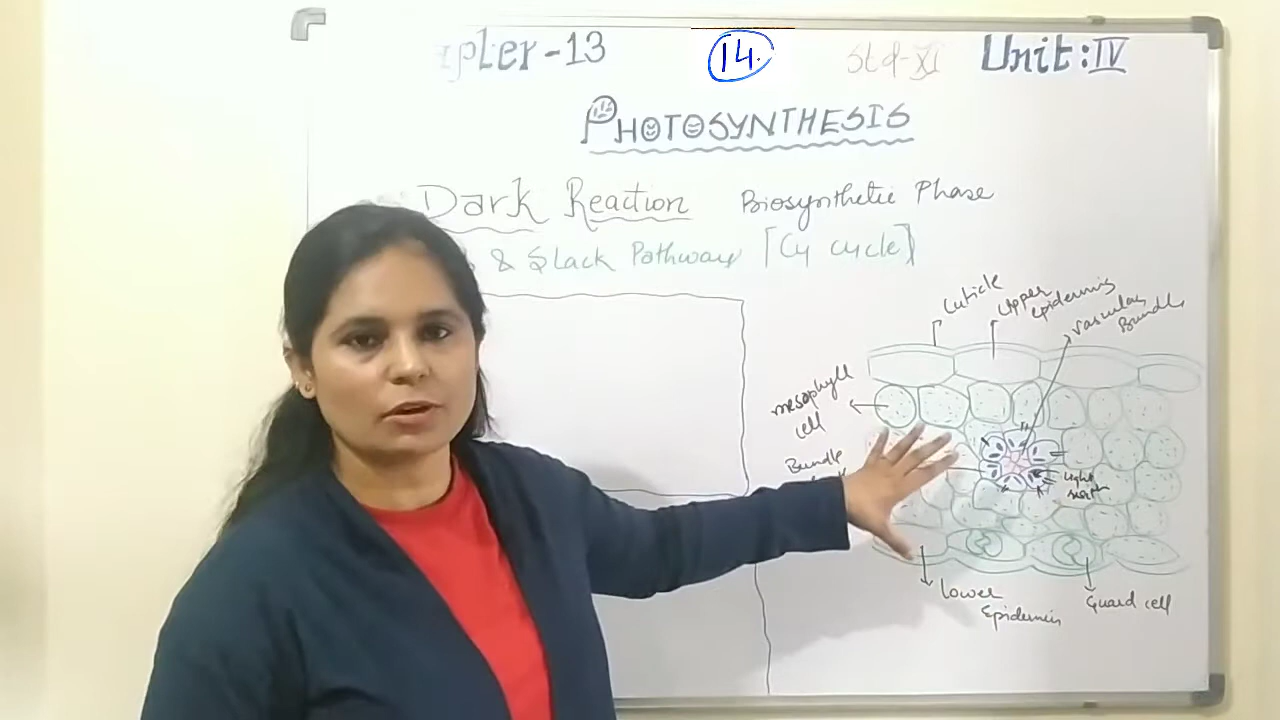 pter-13
14.
Std-XI
Unit: IV
PHOTOSYNTHESIS
Dark Reaction Biosynthetic Phase
& Slack Pathway [C4 cycle]
Cuticle
Upper epidermis
Vascular Bundle
mesophyll cell
Bundle
Light
Lower Epidermis
Guard cell